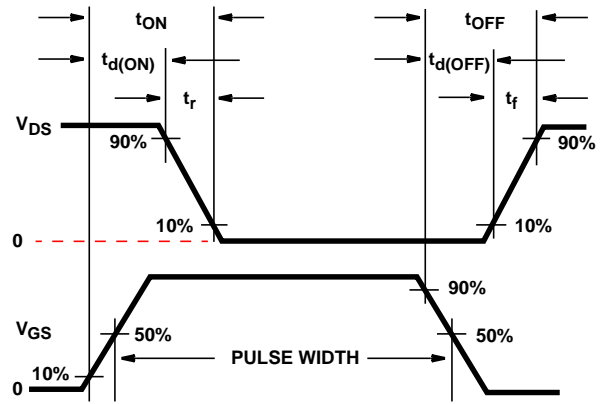 tON tOFF
td(ON) td(OFF)
tr tf
VDS
90% 90%
10% 10%
0
90%
VGS 50% 50%
PULSE WIDTH
10%
0